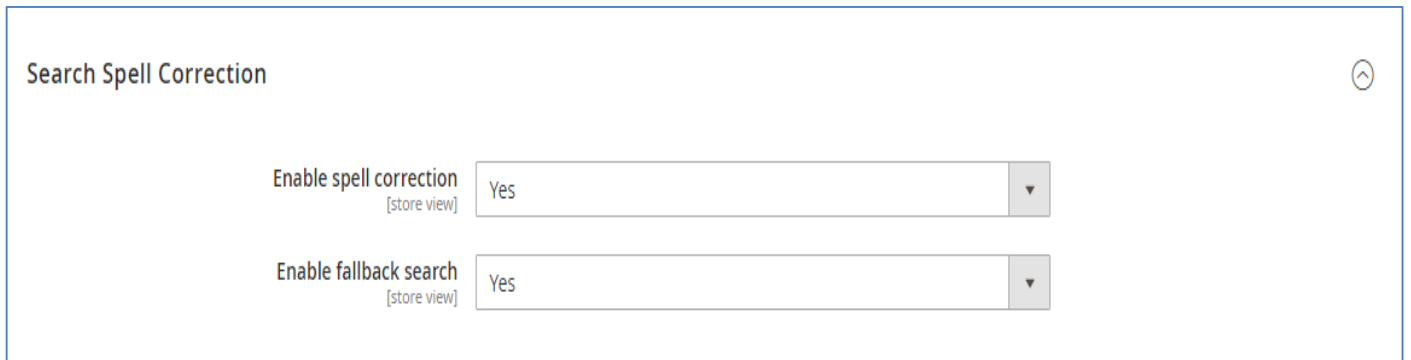 Search Spell Correction
Enable spell correction
Yes
[store view]
Enable fallback search
Yes
[store view]